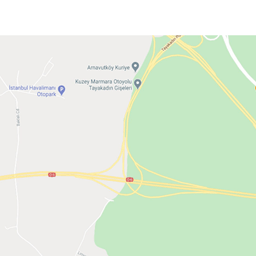 Arnavutköy Kuriye
Kuzey Marmara Otoyolu
Tayakadın Gişeleri
İstanbul Havalimanı
Otopark